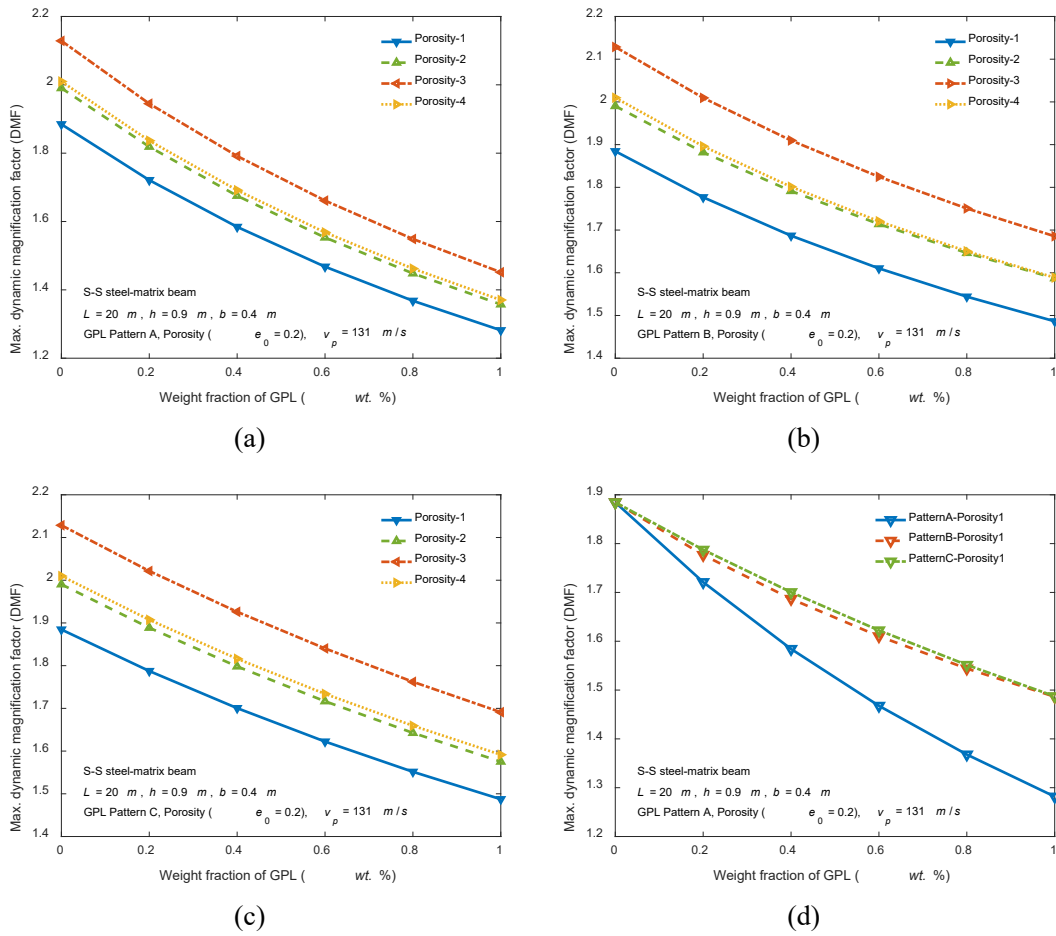 2.2
2
1.8
1.6
1.4
1.2
Max. dynamic magnification factor (DMF)
Porosity-1
Porosity-2
Porosity-3
Porosity-4
S-S steel-matrix beam
L = 20 m , h = 0.9 m , b = 0.4 m
GPL Pattern A, Porosity ( e0 = 0.2), vp = 131 m/s
0 0.2 0.4 0.6 0.8 1
Weight fraction of GPL ( wt. %)
(a)
2.2
2.1
2
1.9
1.8
1.7
1.6
1.5
1.4
Max. dynamic magnification factor (DMF)
Porosity-1
Porosity-2
Porosity-3
Porosity-4
S-S steel-matrix beam
L = 20 m , h = 0.9 m , b = 0.4 m
GPL Pattern B, Porosity ( e0 = 0.2), vp = 131 m/s
0 0.2 0.4 0.6 0.8 1
Weight fraction of GPL ( wt. %)
(b)
2.2
2.1
2
1.9
1.8
1.7
1.6
1.5
1.4
Max. dynamic magnification factor (DMF)
Porosity-1
Porosity-2
Porosity-3
Porosity-4
S-S steel-matrix beam
L = 20 m , h = 0.9 m , b = 0.4 m
GPL Pattern C, Porosity ( e0 = 0.2), vp = 131 m/s
0 0.2 0.4 0.6 0.8 1
Weight fraction of GPL ( wt. %)
(c)
1.9
1.8
1.7
1.6
1.5
1.4
1.3
1.2
Max. dynamic magnification factor (DMF)
PatternA-Porosity1
PatternB-Porosity1
PatternC-Porosity1
S-S steel-matrix beam
L = 20 m , h = 0.9 m , b = 0.4 m
GPL Pattern A, Porosity ( e0 = 0.2), vp = 131 m/s
0 0.2 0.4 0.6 0.8 1
Weight fraction of GPL ( wt. %)
(d)